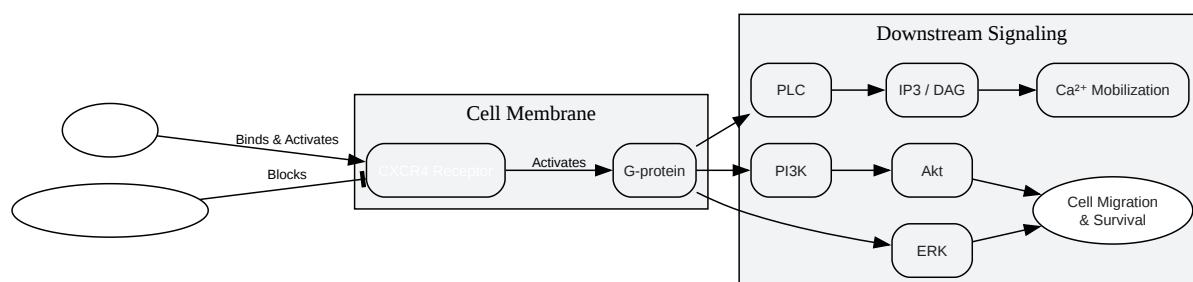 Downstream Signaling
PLC
IP3 / DAG
Ca²⁺ Mobilization
Cell Membrane
Binds & Activates
CXCR4 Receptor
Activates
G-protein
PI3K
Akt
Blocks
Cell Migration
& Survival
ERK